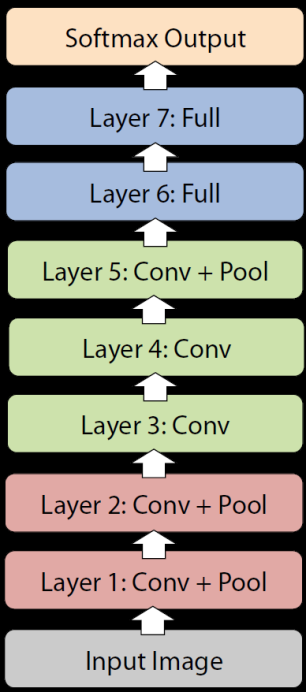 Softmax Output
Layer 7: Full
Layer 6: Full
Layer 5: Conv + Pool
Layer 4: Conv
Layer 3: Conv
Layer 2: Conv + Pool
Layer 1: Conv + Pool
Input Image